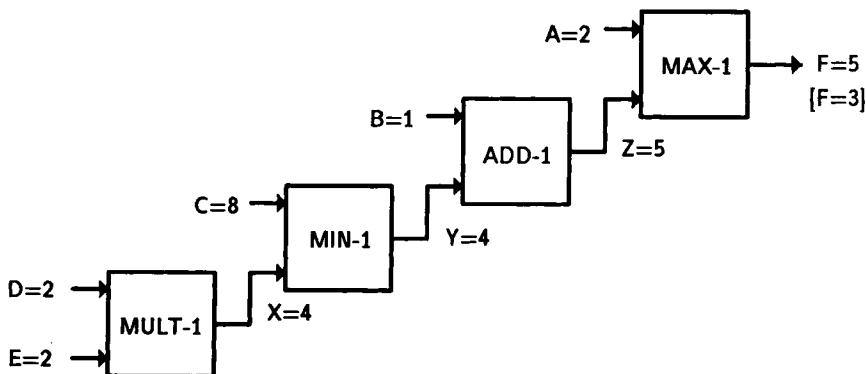 A=2
MAX-1
F=5
{F=3}
B=1
ADD-1
Z=5
C=8
MIN-1
Y=4
D=2
MULT-1
X=4
E=2